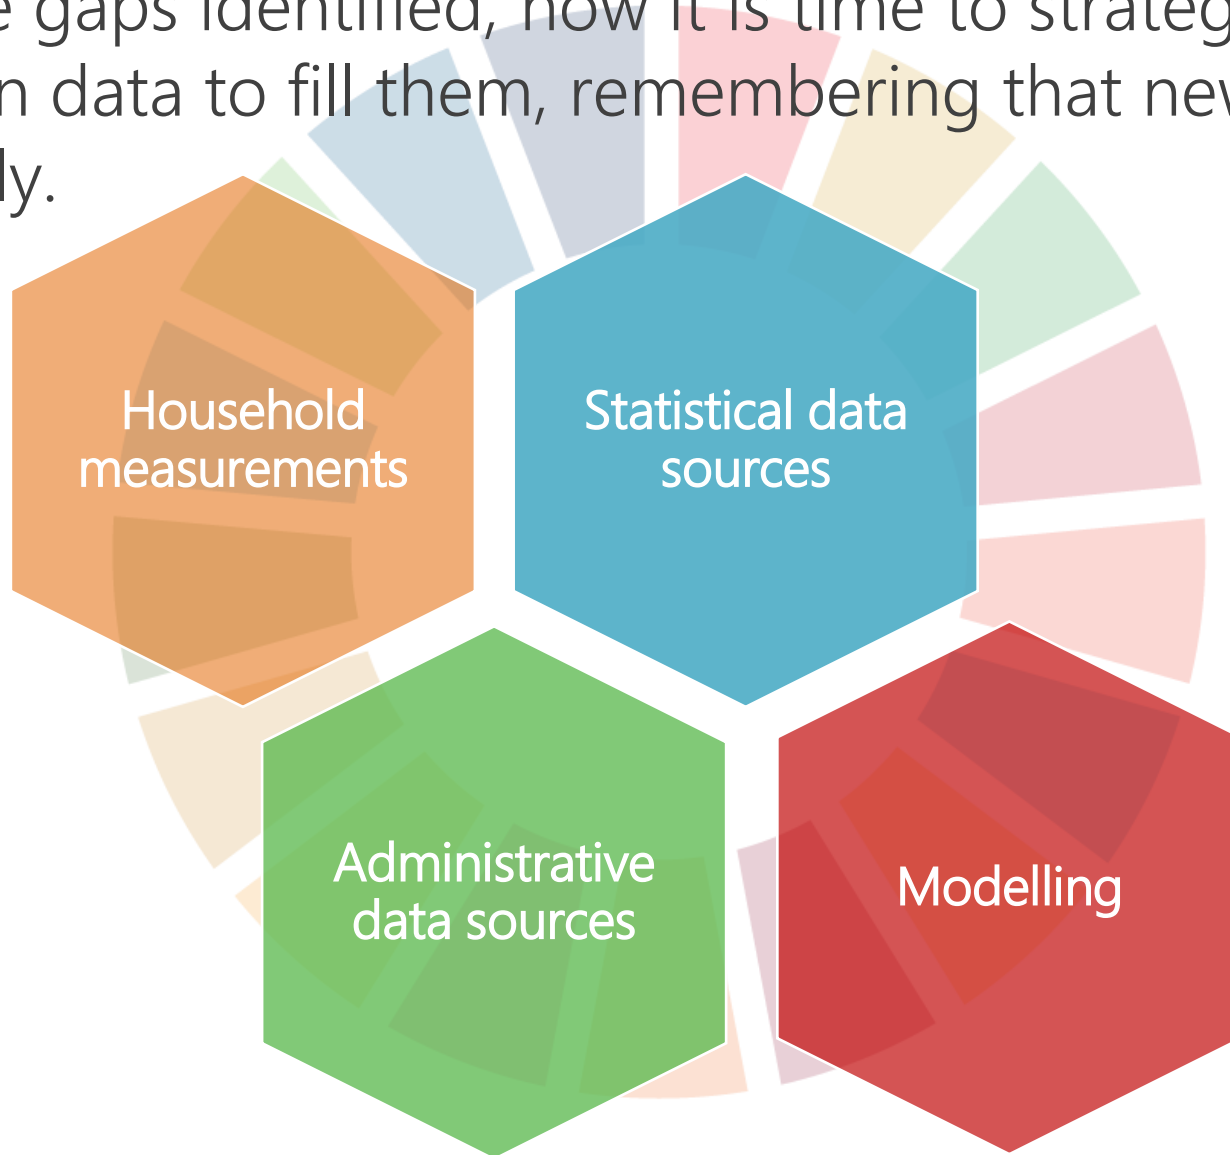 gaps identified, now it is time to strateg
data to fill them, remembering that new
ly.
Household
measurements
Statistical data
sources
Administrative
data sources
Modelling